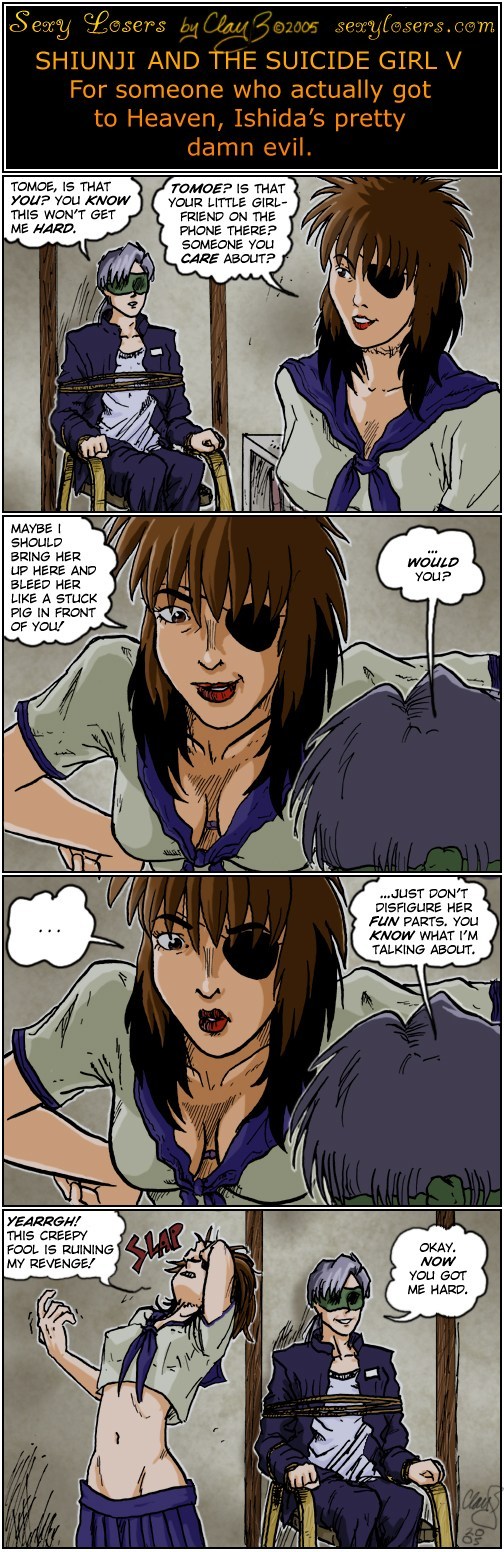 Sexy Losers by Clay B ©2005 sexylosers.com
SHIUNJI AND THE SUICIDE GIRL V
For someone who actually got
to Heaven, Ishida's pretty
damn evil.
TOMOE, IS THAT
YOU? YOU KNOW
THIS WON'T GET
ME HARD.
TOMOE? IS THAT
YOUR LITTLE GIRL-
FRIEND ON THE
PHONE THERE?
SOMEONE YOU
CARE ABOUT?
MAYBE I
SHOULD
BRING HER
UP HERE AND
BLEED HER
LIKE A STUCK
PIG IN FRONT
OF YOU!
...
WOULD
YOU?
...
...JUST DON'T
DISFIGURE HER
FUN PARTS. YOU
KNOW WHAT I'M
TALKING ABOUT.
YEARRGH!
THIS CREEPY
FOOL IS RUINING
MY REVENGE!
SLAP
OKAY.
NOW
YOU GOT
ME HARD.
Clay B
2005